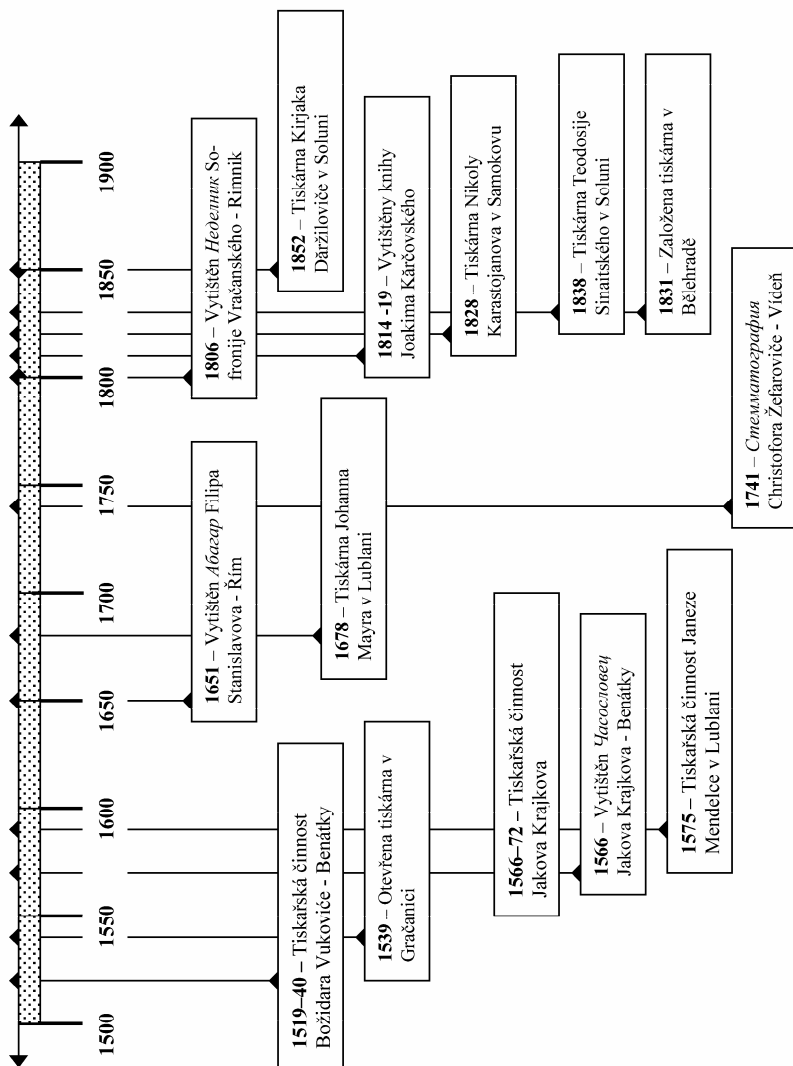 1500
1550
1600
1650
1700
1750
1800
1850
1900
1519–40 – Tiskařská činnost
Božidara Vukoviće - Benátky
1539 – Otevřena tiskárna v
Gračanici
1566–72 – Tiskařská činnost
Jakova Krajkova
1566 – Vytištěn Часословец
Jakova Krajkova - Benátky
1575 – Tiskařská činnost Janeze
Mendelce v Lublani
1651 – Vytištěn Абагар Filipa
Stanislavova - Řím
1678 – Tiskárna Johanna
Mayra v Lublani
1741 – Стемматография
Christofora Žefaroviče - Vídeň
1806 – Vytištěn Неделник So-
fronije Vračanského - Rimnik
1852 – Tiskárna Kirjaka
Dăržiloviče v Soluni
1814 -19 – Vytištěny knihy
Joakima Kărčovského
1828 – Tiskárna Nikoly
Karastojanova v Samokovu
1838 – Tiskárna Teodosije
Sinaitského v Soluni
1831 – Založena tiskárna v
Bělehradě